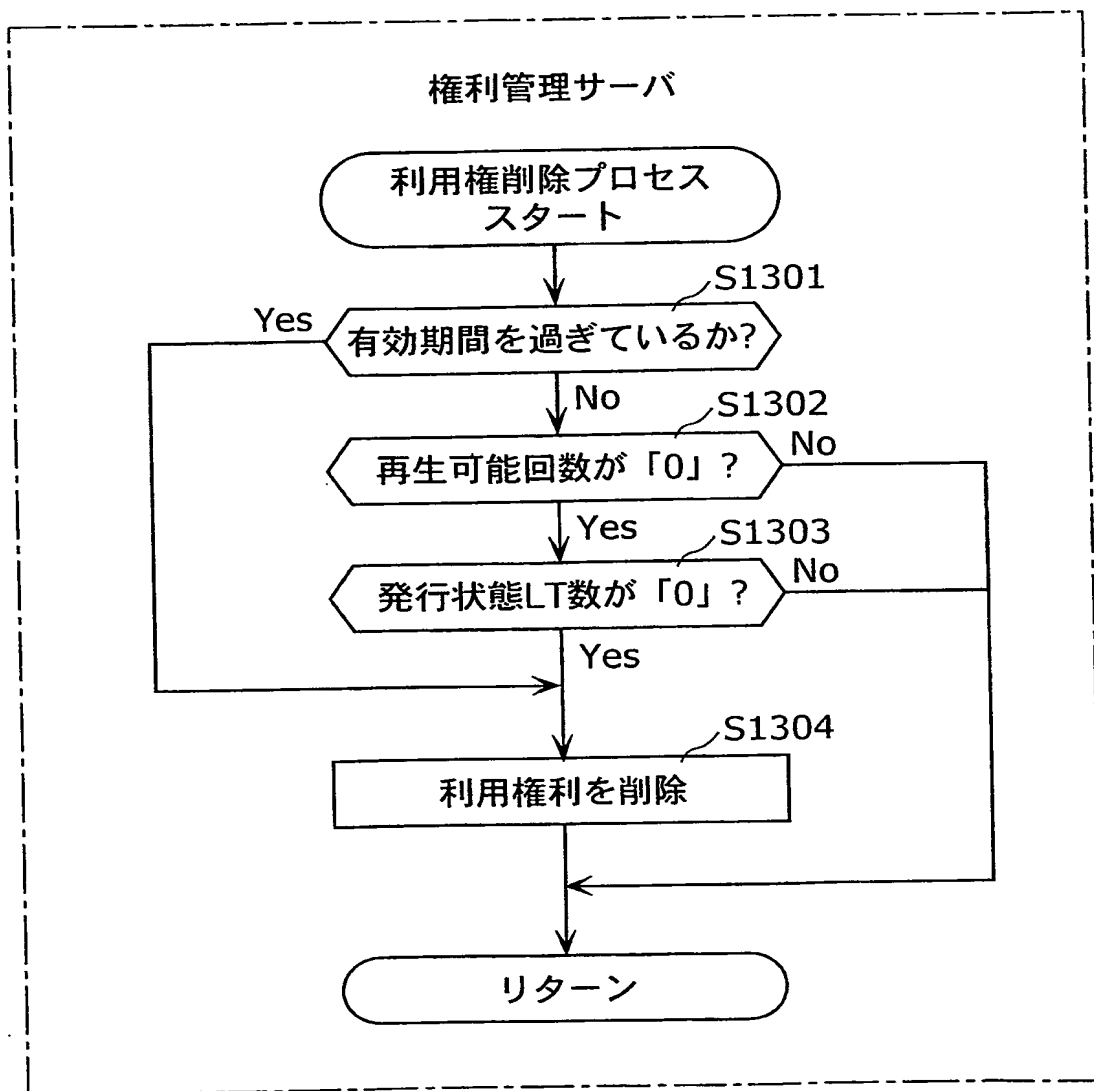 権利管理サーバ
利用権削除プロセス
スタート
S1301
Yes
有効期間を過ぎているか?
No
S1302
再生可能回数が「0」?
No
Yes
S1303
発行状態LT数が「0」?
No
Yes
S1304
利用権利を削除
リターン